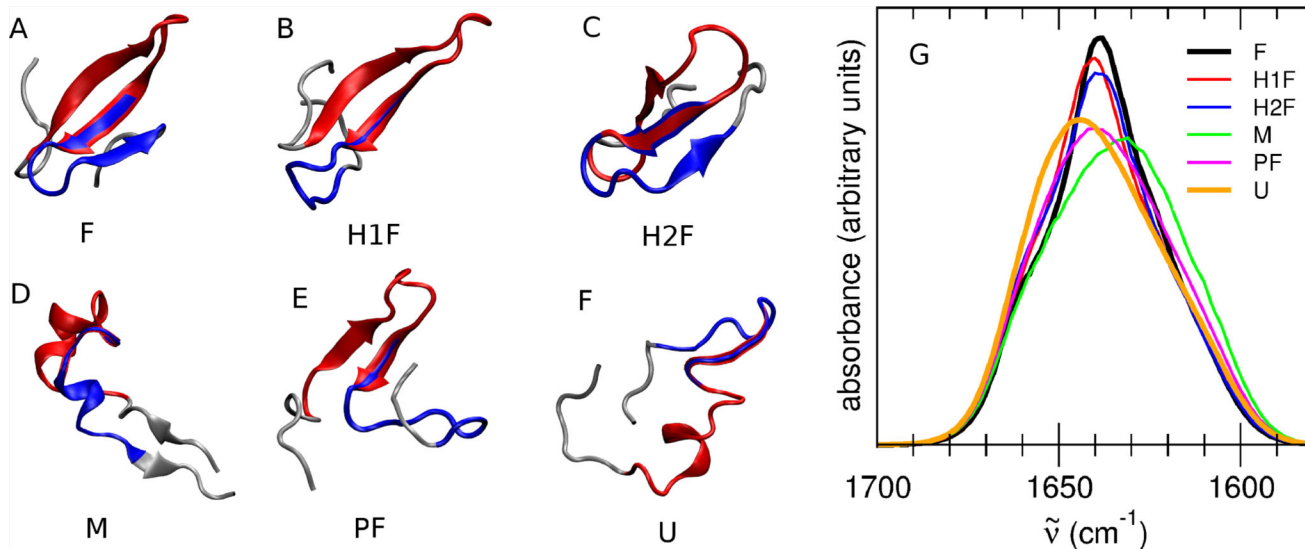 A
F
B
H1F
C
H2F
D
M
E
PF
F
U
G
absorbance (arbitrary units)
F
H1F
H2F
M
PF
U
1700
1650
1600
ṽ (cm⁻¹)